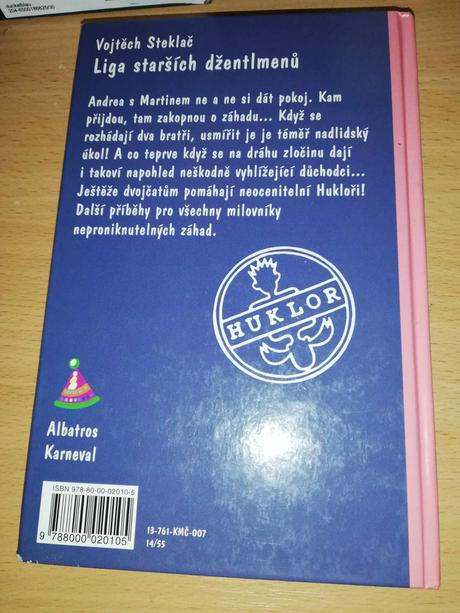 Vojtěch Steklač
Liga starších džentlmenů
Andrea s Martinem ne a ne si dát pokoj. Kam
přijdou, tam zakopnou o záhadu... Když se
rozhádají dva bratři, usmířit je je téměř nadlidský
úkol! A co teprve když se na dráhu zločinu dají
i takoví napohled neškodně vyhlížející důchodci...
Ještěže dvojčatům pomáhají neocenitelní Hukloři!
Další příběhy pro všechny milovníky
neproniknutelných záhad.
HUKLOR
Albatros
Karneval
ISBN 978-80-00-02010-5
9 788000 020105
13-761-KMČ-007
14/55